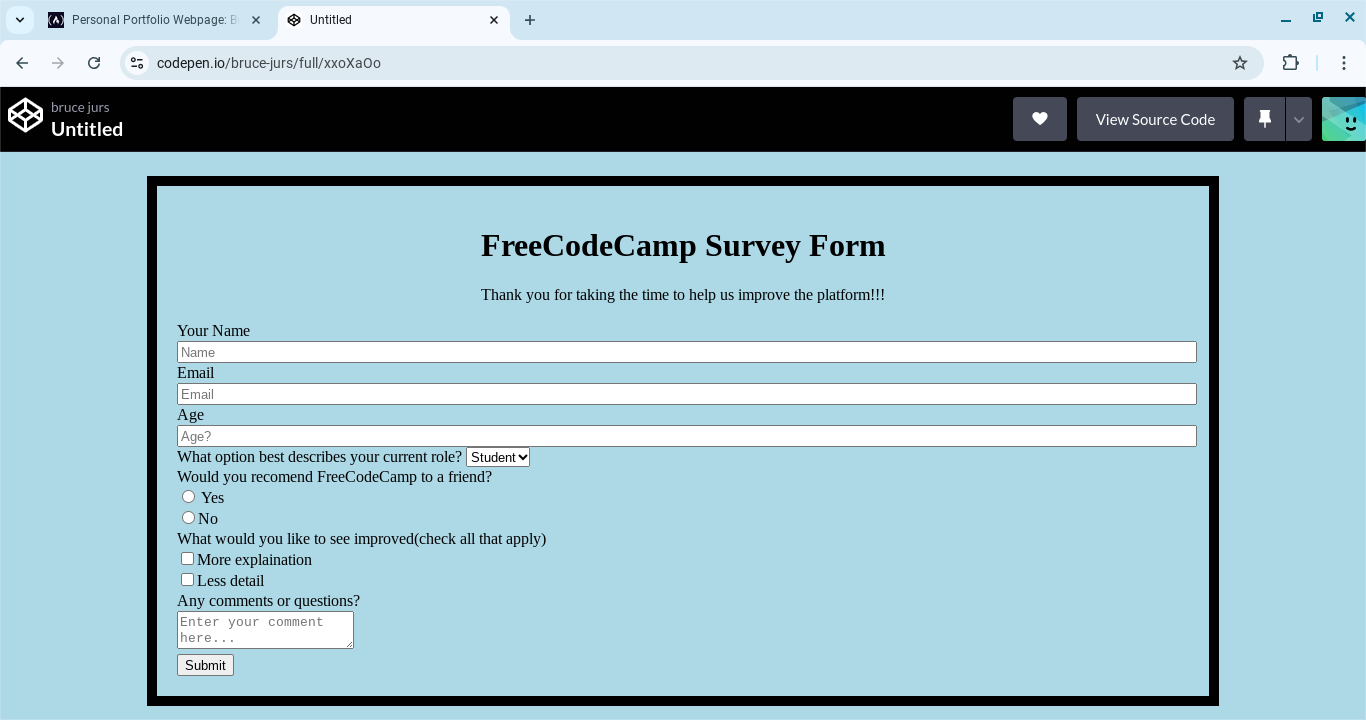 Personal Portfolio Webpage: B
Untitled
codepen.io/bruce-jurs/full/xxoXaOo
bruce jurs
Untitled
View Source Code
FreeCodeCamp Survey Form
Thank you for taking the time to help us improve the platform!!!
Your Name
Name
Email
Email
Age
Age?
What option best describes your current role? Student
Would you recomend FreeCodeCamp to a friend?
Yes
No
What would you like to see improved(check all that apply)
More explaination
Less detail
Any comments or questions?
Enter your comment
here...
Submit